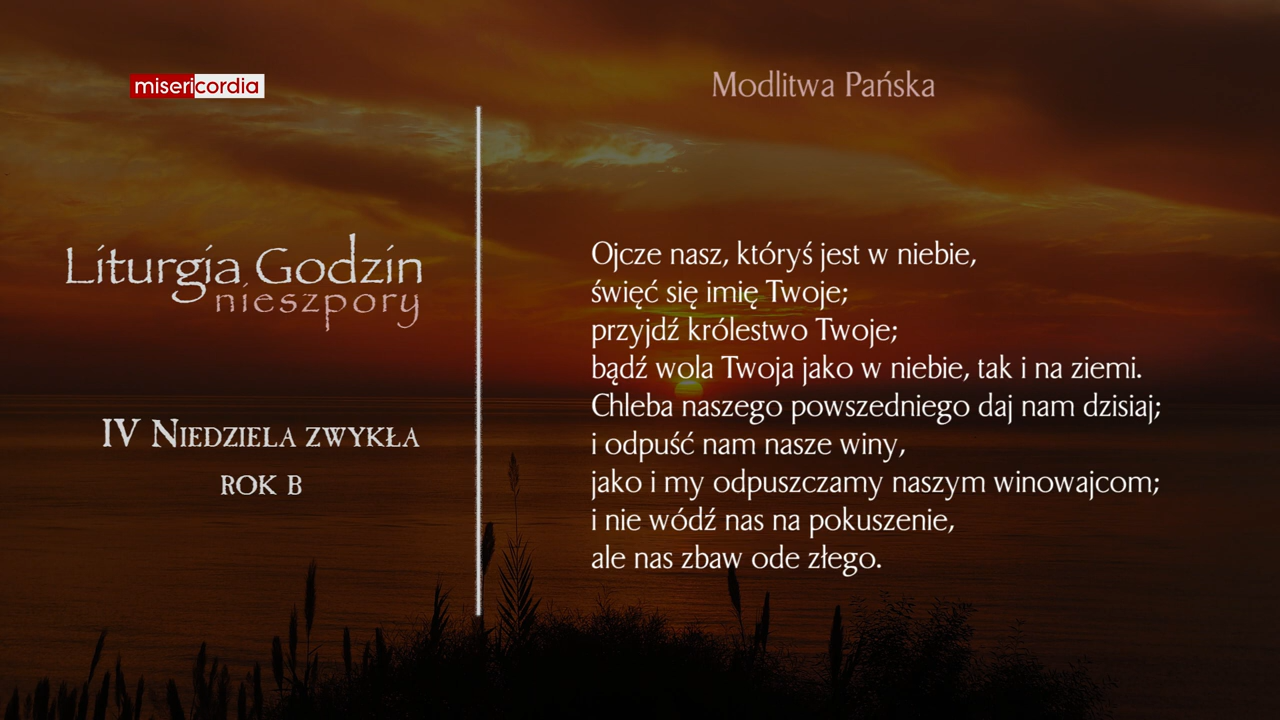 misericordia
Liturgia Godzin
nieszpory
IV Niedziela zwykła
rok B
Modlitwa Pańska
Ojcze nasz, któryś jest w niebie,
święć się imię Twoje;
przyjdź królestwo Twoje;
bądź wola Twoja jako w niebie, tak i na ziemi.
Chleba naszego powszedniego daj nam dzisiaj;
i odpuść nam nasze winy,
jako i my odpuszczamy naszym winowajcom;
i nie wódź nas na pokuszenie,
ale nas zbaw ode złego.